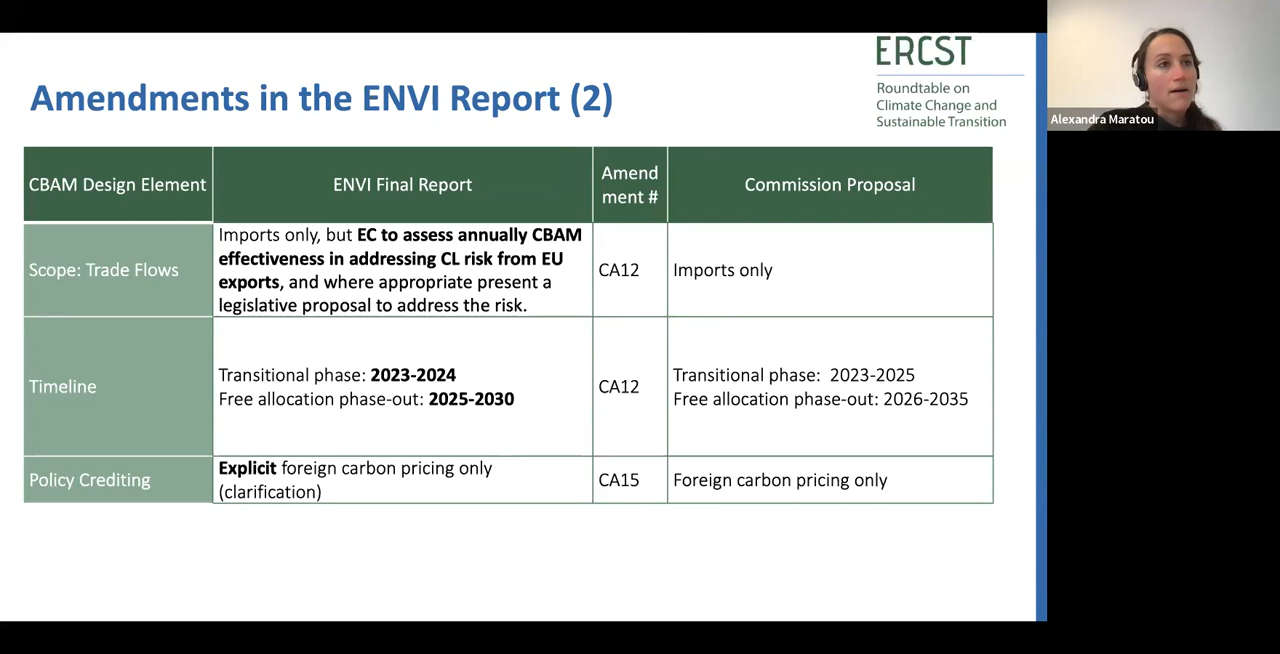 ERCST
Roundtable on
Climate Change and
Sustainable Transition
Amendments in the ENVI Report (2)
Alexandra Maratou
CBAM Design Element
ENVI Final Report
Amend
ment #
Commission Proposal
Scope: Trade Flows
Imports only, but EC to assess annually CBAM
effectiveness in addressing CL risk from EU
exports, and where appropriate present a
legislative proposal to address the risk.
CA12
Imports only
Timeline
Transitional phase: 2023-2024
Free allocation phase-out: 2025-2030
CA12
Transitional phase: 2023-2025
Free allocation phase-out: 2026-2035
Policy Crediting
Explicit foreign carbon pricing only
(clarification)
CA15
Foreign carbon pricing only